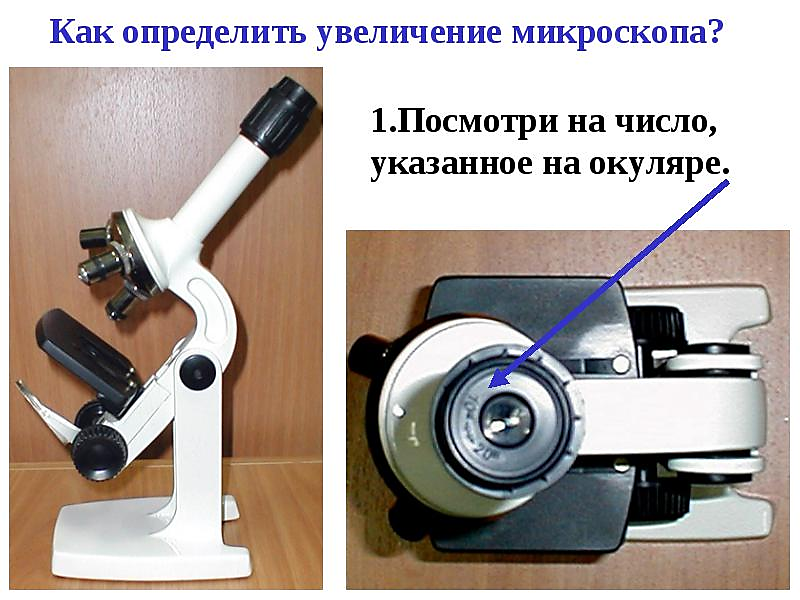 Как определить увеличение микроскопа?
1.Посмотри на число,
указанное на окуляре.